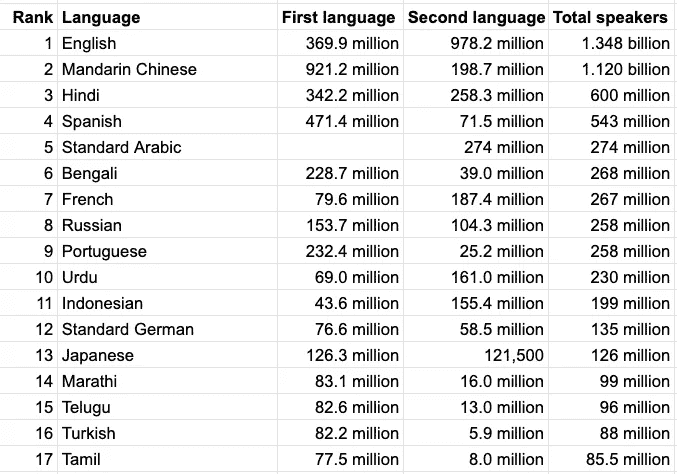 Rank Language First language Second language Total speakers
1 English 369.9 million 978.2 million 1.348 billion
2 Mandarin Chinese 921.2 million 198.7 million 1.120 billion
3 Hindi 342.2 million 258.3 million 600 million
4 Spanish 471.4 million 71.5 million 543 million
5 Standard Arabic 274 million 274 million
6 Bengali 228.7 million 39.0 million 268 million
7 French 79.6 million 187.4 million 267 million
8 Russian 153.7 million 104.3 million 258 million
9 Portuguese 232.4 million 25.2 million 258 million
10 Urdu 69.0 million 161.0 million 230 million
11 Indonesian 43.6 million 155.4 million 199 million
12 Standard German 76.6 million 58.5 million 135 million
13 Japanese 126.3 million 121,500 126 million
14 Marathi 83.1 million 16.0 million 99 million
15 Telugu 82.6 million 13.0 million 96 million
16 Turkish 82.2 million 5.9 million 88 million
17 Tamil 77.5 million 8.0 million 85.5 million